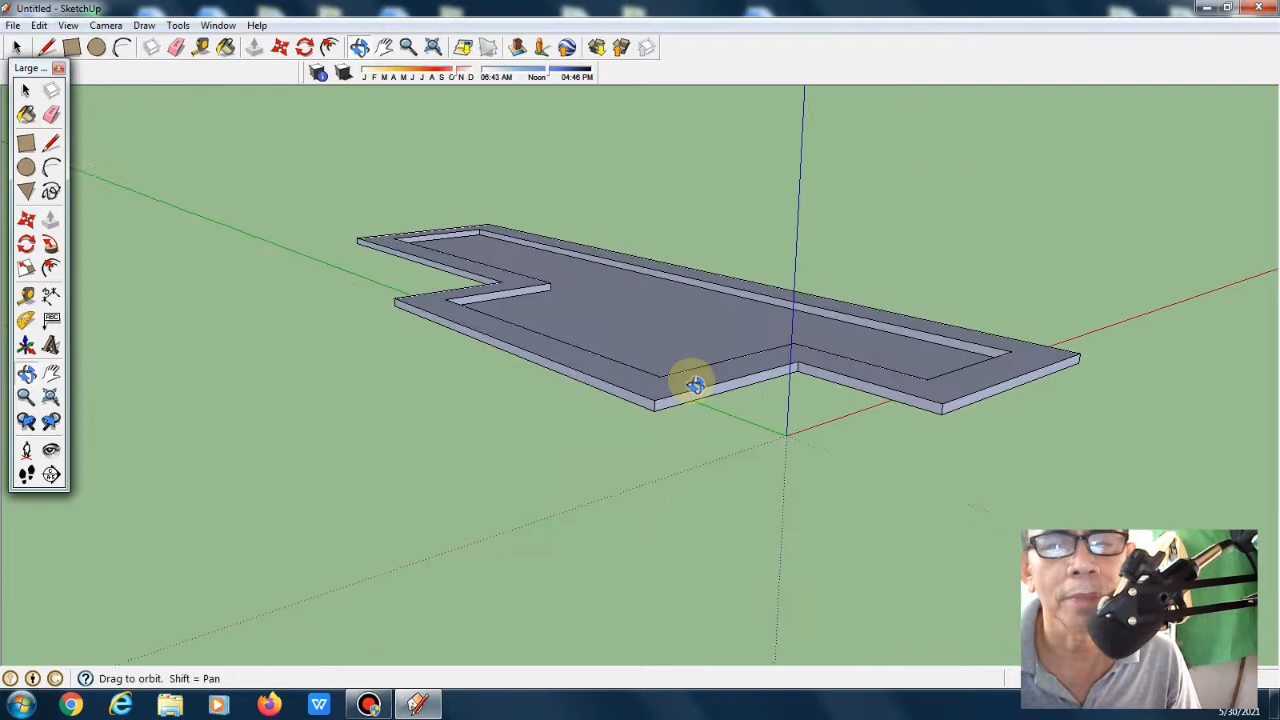 Untitled - SketchUp
File Edit View Camera Draw Tools Window Help
Large ...
J F M A M J J A S O N D 06:43 AM Noon 04:46 PM
ABC
Drag to orbit. Shift = Pan
5/30/2021